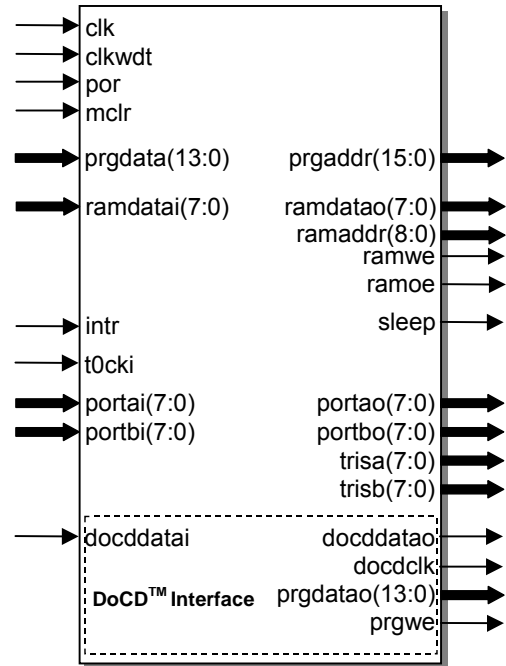 clk
clkwdt
por
mclr
prgdata(13:0) prgaddr(15:0)
ramdatai(7:0) ramdatao(7:0)
ramaddr(8:0)
ramwe
ramoe
intr sleep
t0cki
portai(7:0) portao(7:0)
portbi(7:0) portbo(7:0)
trisa(7:0)
trisb(7:0)
docddatai docddatao
docdclk
DoCD™ Interface prgdatao(13:0)
prgwe